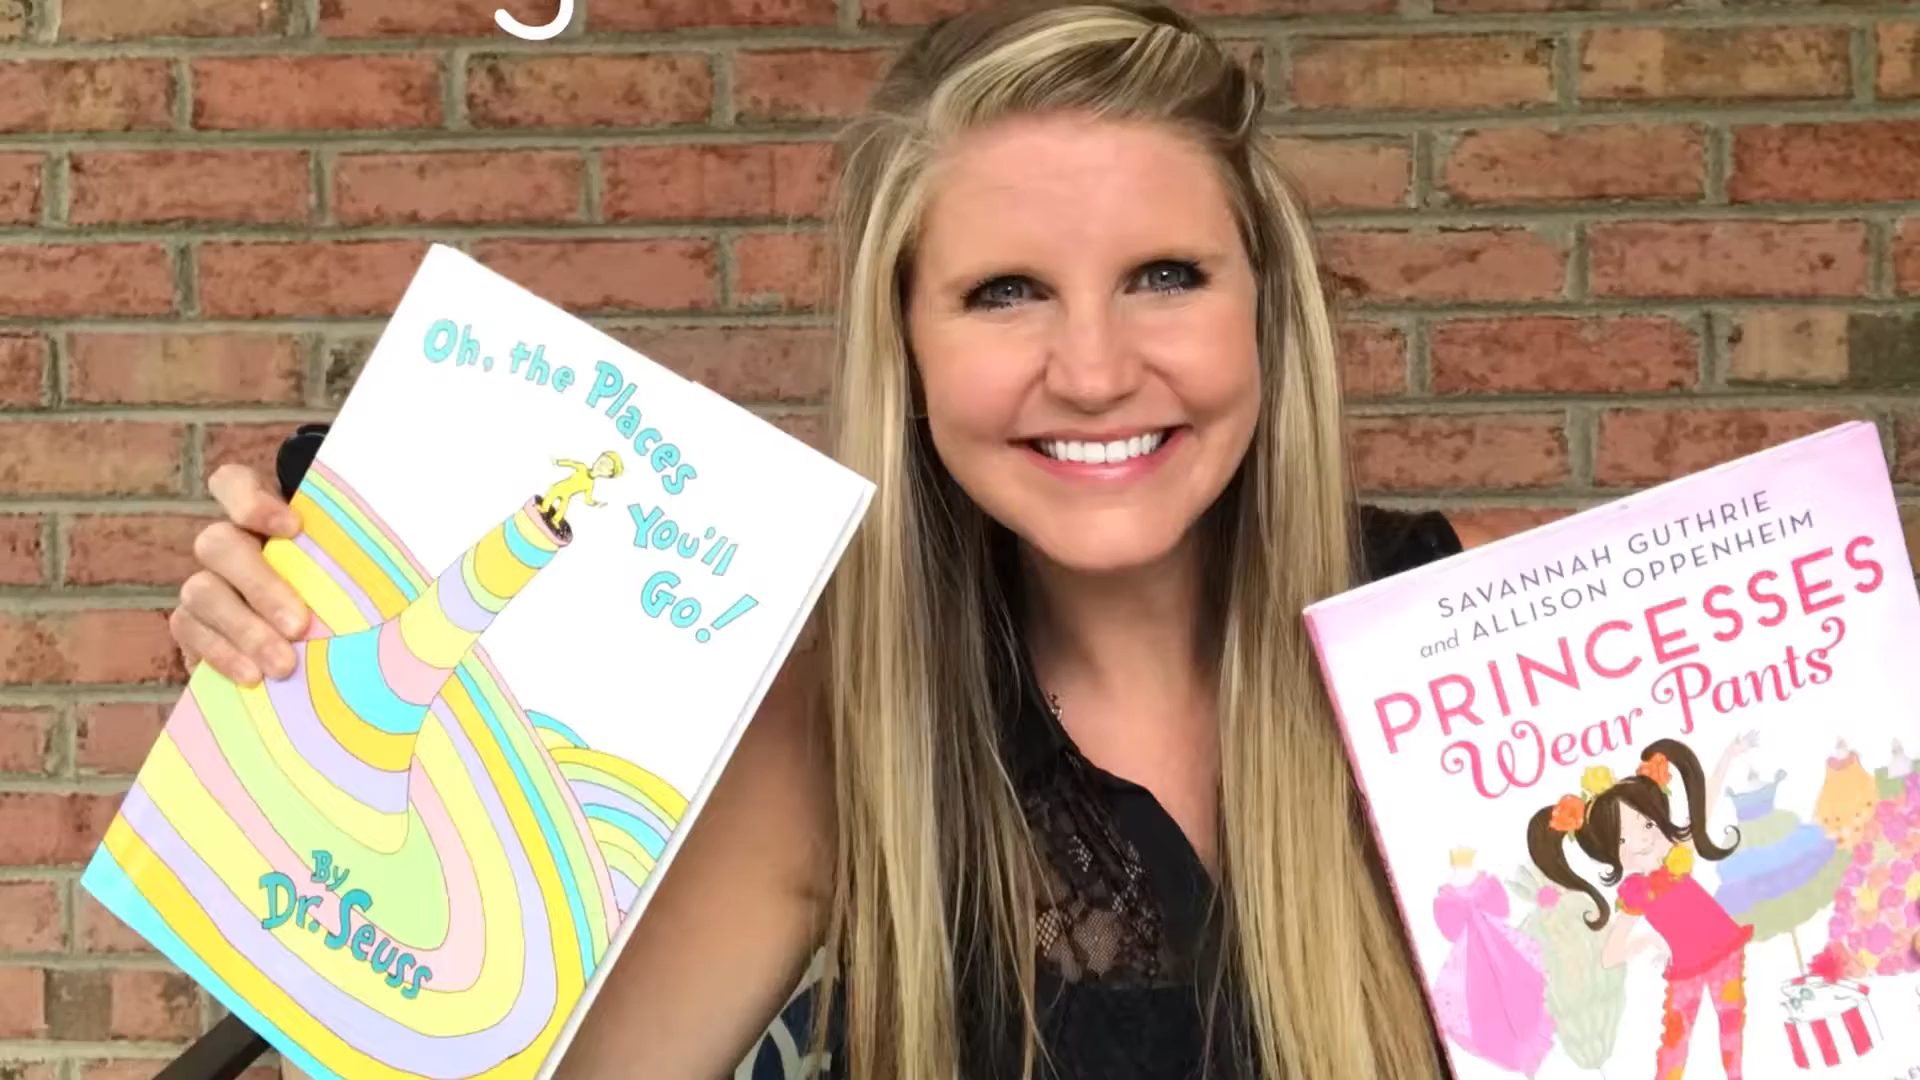 Oh, the Places
You'll
Go!
By
Dr. Seuss
SAVANNAH GUTHRIE
and ALLISON OPPENHEIM
PRINCESSES
Wear Pants